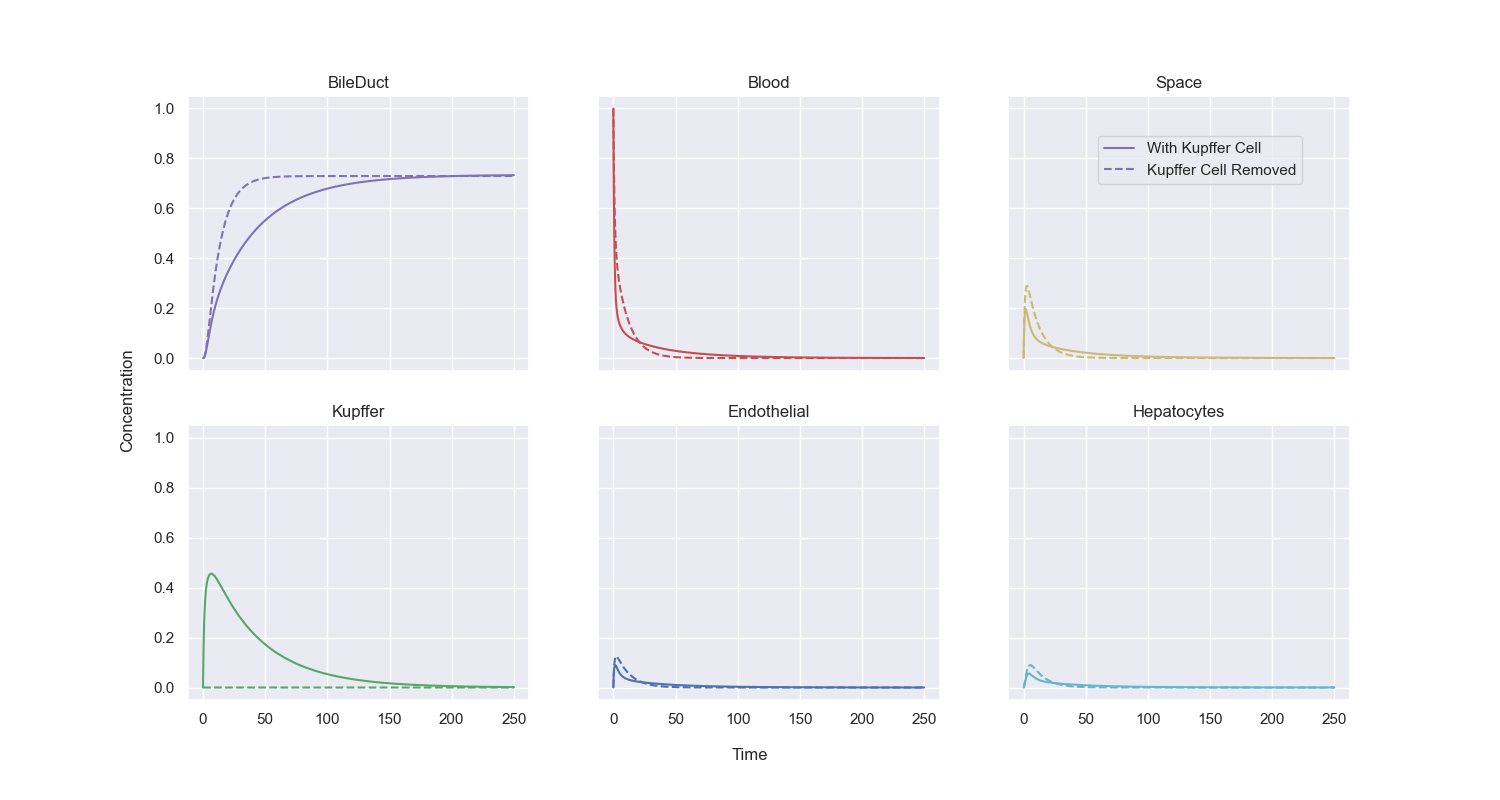 BileDuct
Blood
Space
1.0
0.8
0.6
0.4
0.2
0.0
With Kupffer Cell
Kupffer Cell Removed
Concentration
Kupffer
Endothelial
Hepatocytes
1.0
0.8
0.6
0.4
0.2
0.0
0 50 100 150 200 250
0 50 100 150 200 250
0 50 100 150 200 250
Time